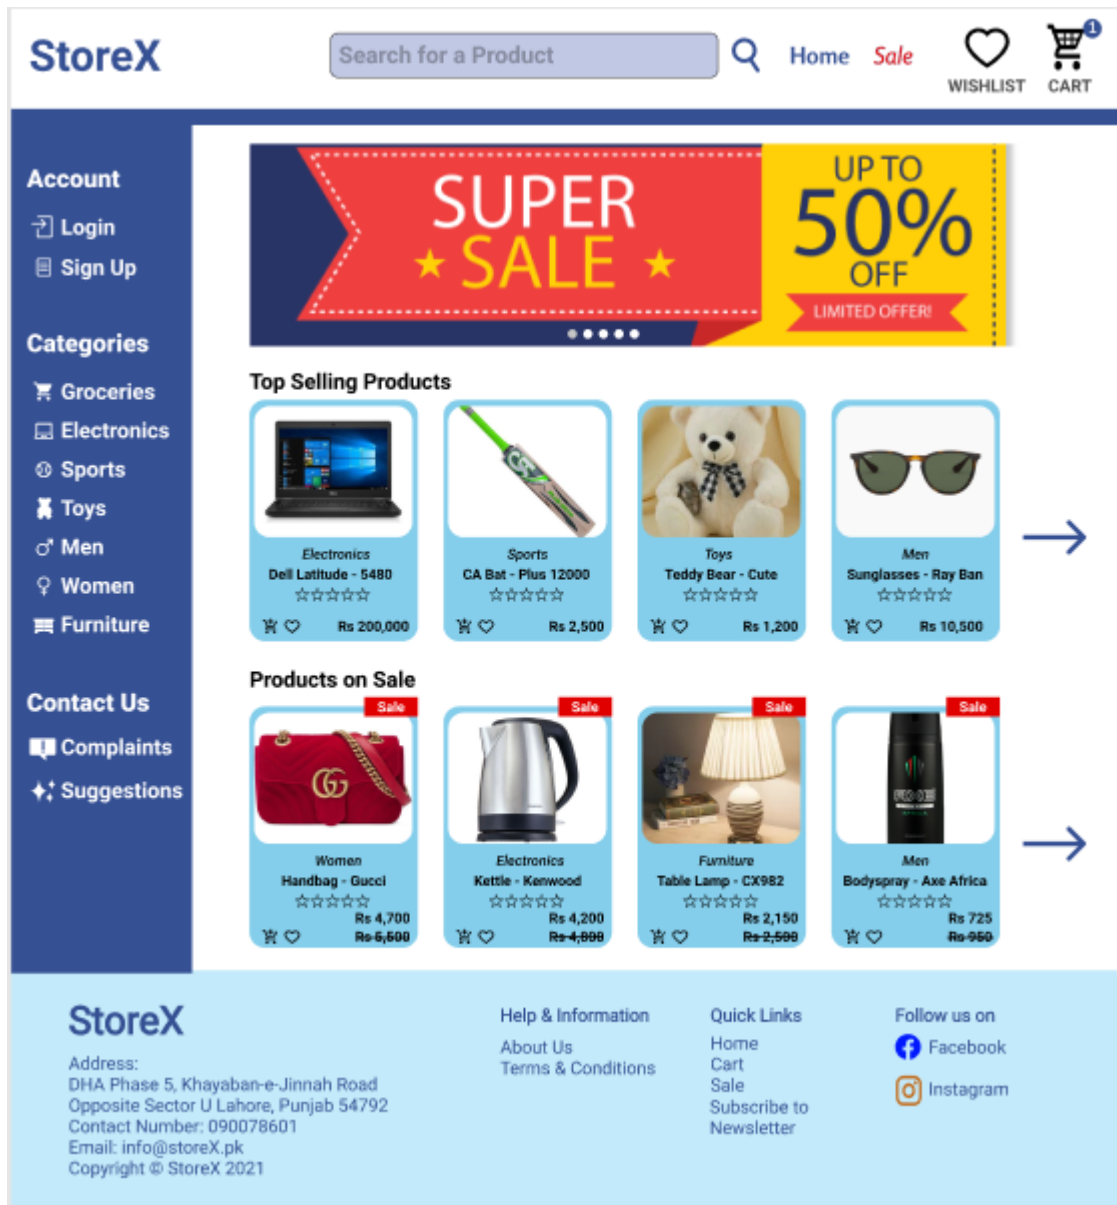 StoreX
Search for a Product
Home
Sale
WISHLIST
1
CART
Account
Login
Sign Up
Categories
Groceries
Electronics
Sports
Toys
Men
Women
Furniture
Contact Us
Complaints
Suggestions
SUPER
SALE
UP TO
50%
OFF
LIMITED OFFER!
Top Selling Products
Electronics
Dell Latitude - 5480
Rs 200,000
Sports
CA Bat - Plus 12000
Rs 2,500
Toys
Teddy Bear - Cute
Rs 1,200
Men
Sunglasses - Ray Ban
Rs 10,500
Products on Sale
Sale
Women
Handbag - Gucci
Rs 4,700
Rs 5,500
Sale
Electronics
Kettle - Kenwood
Rs 4,200
Sale
Furniture
Table Lamp - CX982
Rs 2,150
Sale
AXE
AFRICA
Men
Bodyspray - Axe Africa
Rs 725
Rs 950
StoreX
Address:
DHA Phase 5, Khayaban-e-Jinnah Road
Opposite Sector U Lahore, Punjab 54792
Contact Number: 090078601
Email: info@storeX.pk
Copyright © StoreX 2021
Help & Information
About Us
Terms & Conditions
Quick Links
Home
Cart
Sale
Subscribe to
Newsletter
Follow us on
Facebook
Instagram